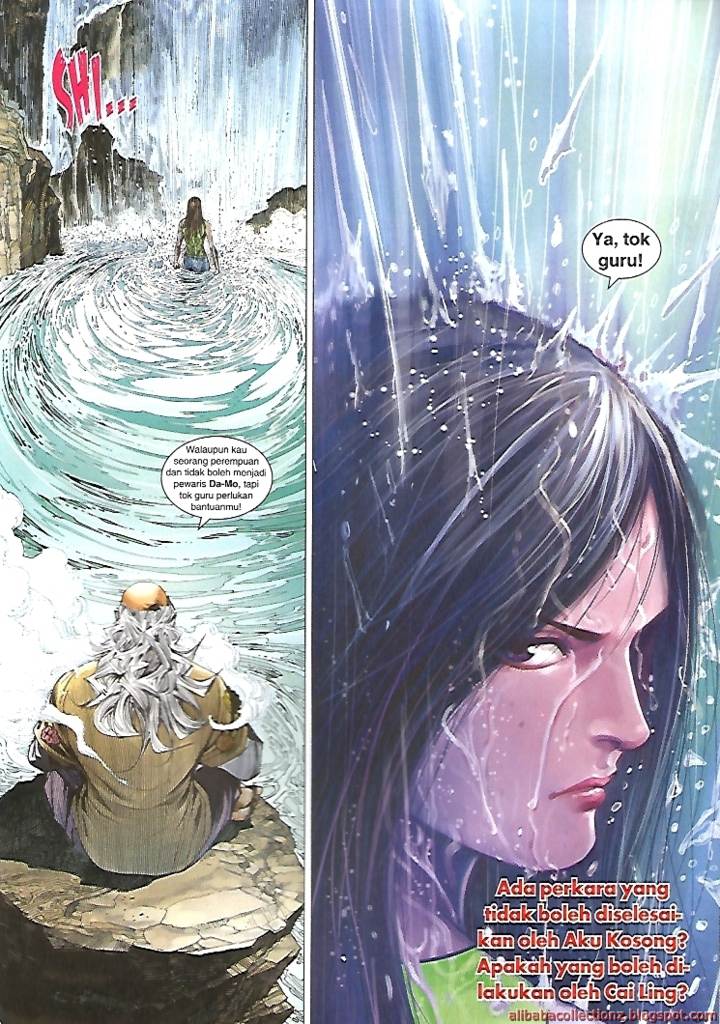 SHI...
Walaupun kau
seorang perempuan
dan tidak boleh menjadi
pewaris Da-Mo, tapi
tok guru perlukan
bantuanmu!
Ya, tok
guru!
Ada perkara yang
tidak boleh diselesai-
kan oleh Aku Kosong?
Apakah yang boleh di-
lakukan oleh Cai Ling?
alibabacollectionz.blogspot.com